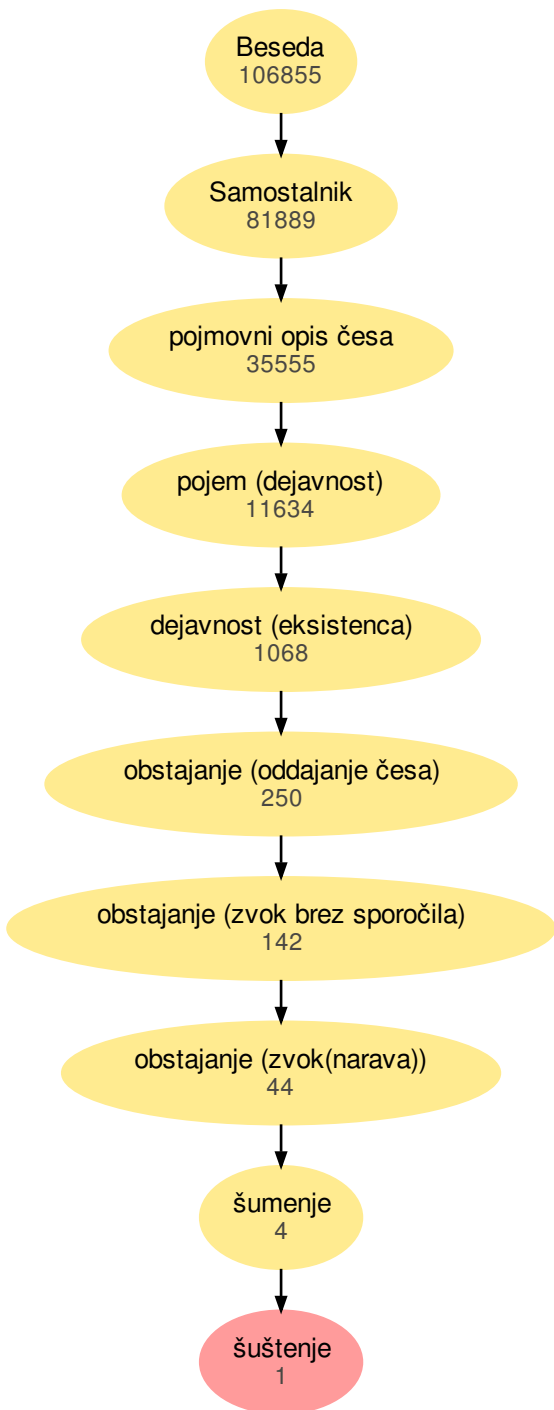 Beseda
106855
Samostalnik
81889
pojmovni opis česa
35555
pojem (dejavnost)
11634
dejavnost (eksistenca)
1068
obstajanje (oddajanje česa)
250
obstajanje (zvok brez sporočila)
142
obstajanje (zvok(narava))
44
šumenje
4
šuštenje
1